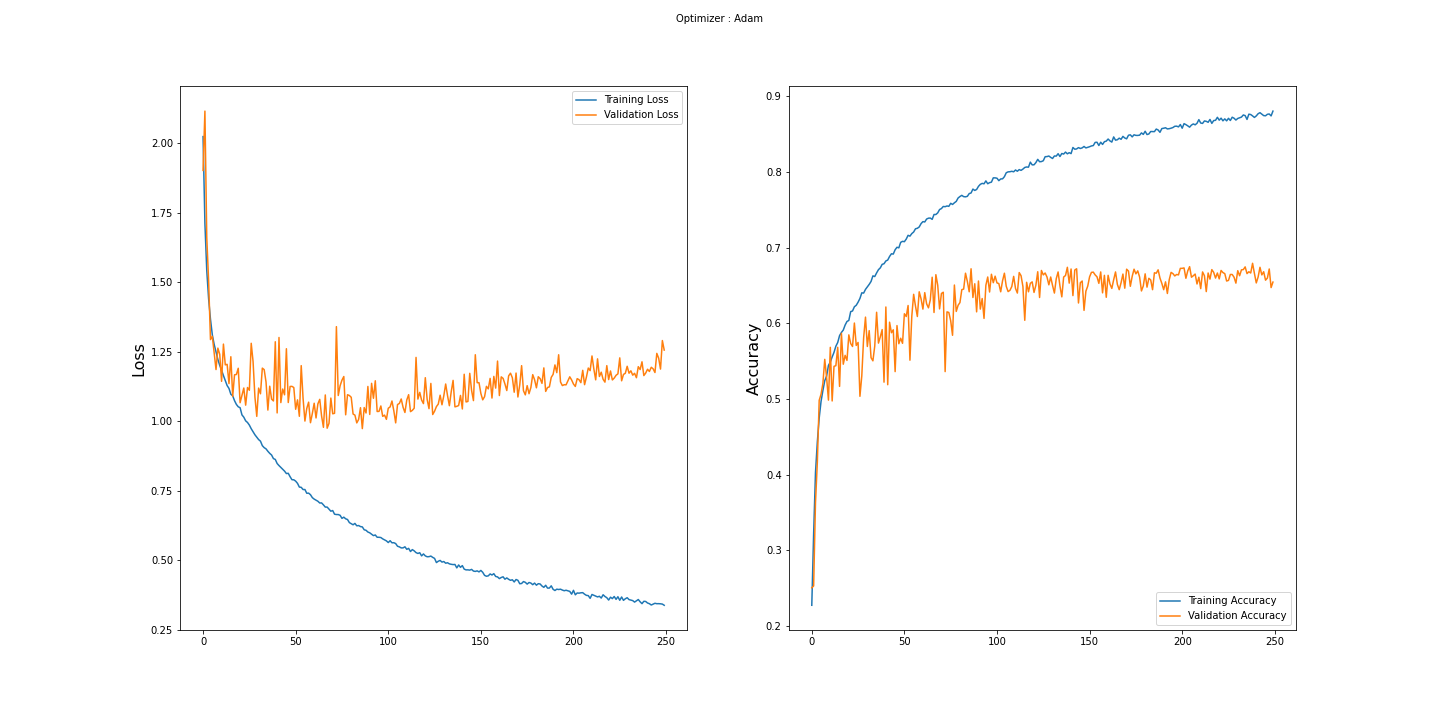 Optimizer : Adam
Loss
2.00
1.75
1.50
1.25
1.00
0.75
0.50
0.25
0 50 100 150 200 250
Training Loss
Validation Loss
Accuracy
0.9
0.8
0.7
0.6
0.5
0.4
0.3
0.2
0 50 100 150 200 250
Training Accuracy
Validation Accuracy